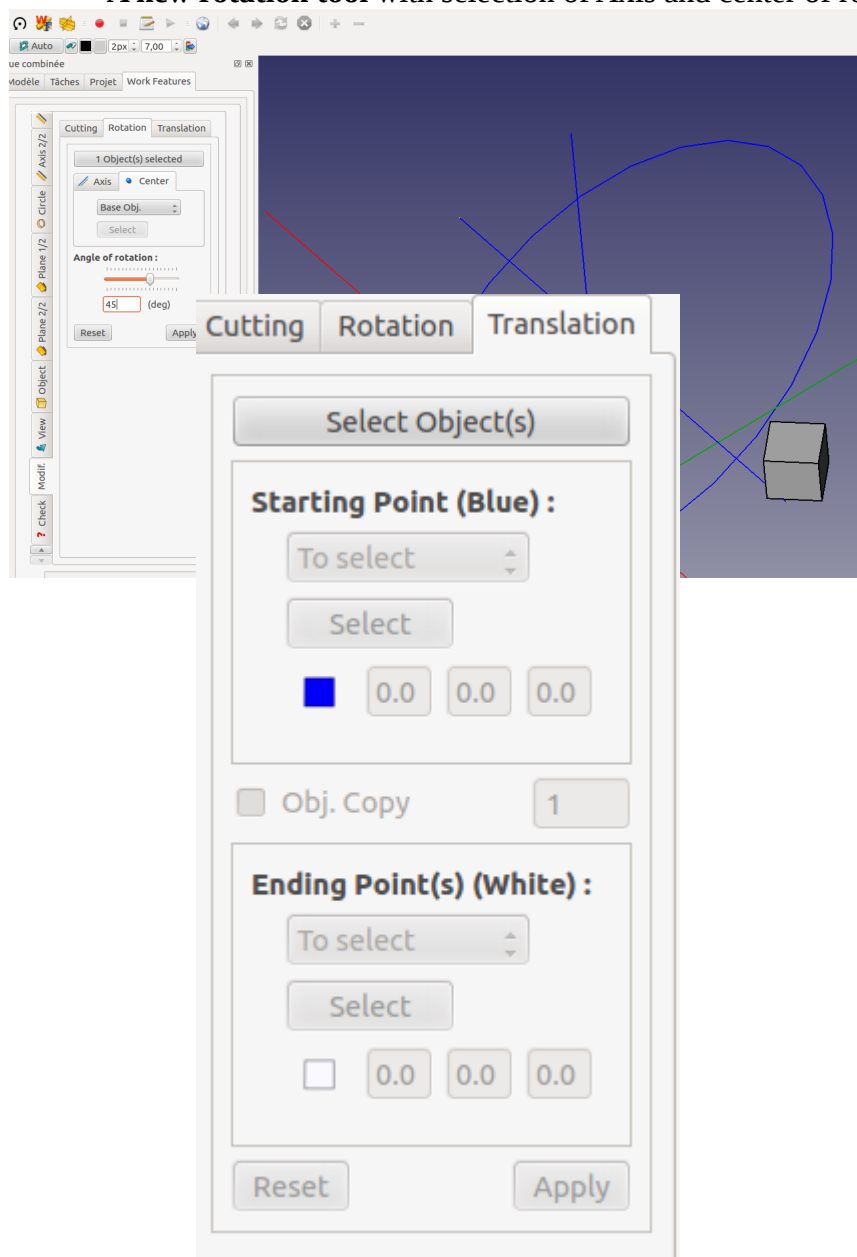 A new rotation tool with selection of Axis and center of
Auto 2px 7,00
ue combinée
Modèle Tâches Projet Work Features
Cutting Rotation Translation
1 Object(s) selected
Axis Center
Base Obj.
Select
Angle of rotation :
45 (deg)
Reset Apply
Axis 2/2
Circle
Plane 1/2
Plane 2/2
Object
View
Modif.
? Check
Cutting Rotation Translation
Select Object(s)
Starting Point (Blue) :
To select
Select
0.0 0.0 0.0
Obj. Copy 1
Ending Point(s) (White) :
To select
Select
0.0 0.0 0.0
Reset Apply